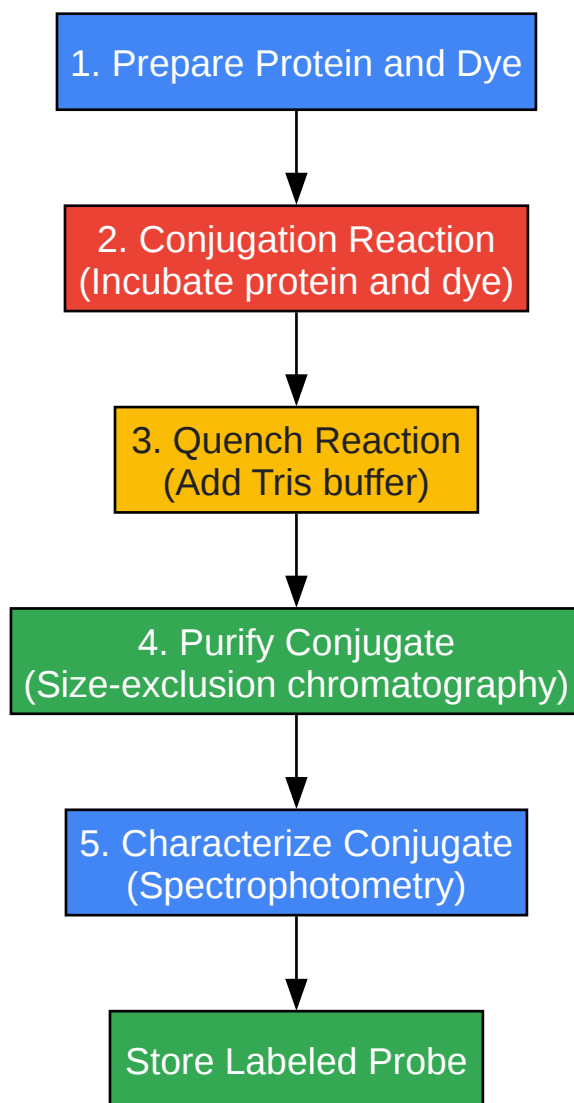 1. Prepare Protein and Dye
2. Conjugation Reaction
(Incubate protein and dye)
3. Quench Reaction
(Add Tris buffer)
4. Purify Conjugate
(Size-exclusion chromatography)
5. Characterize Conjugate
(Spectrophotometry)
Store Labeled Probe